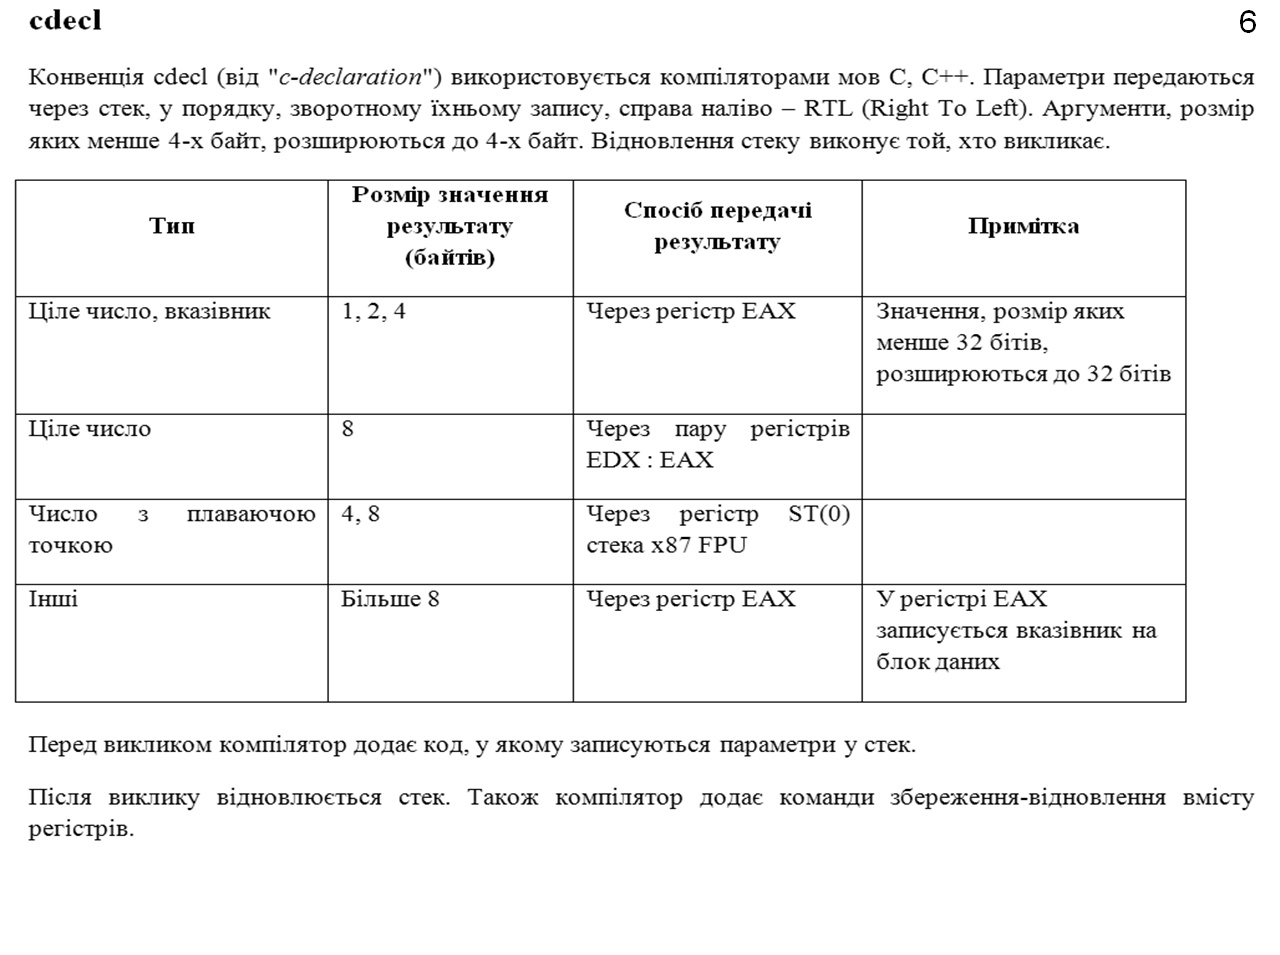 cdecl
6
Конвенція cdecl (від "c-declaration") використовується компіляторами мов C, C++. Параметри передаються
через стек, у порядку, зворотному їхньому запису, справа наліво – RTL (Right To Left). Аргументи, розмір
яких менше 4-х байт, розширюються до 4-х байт. Відновлення стеку виконує той, хто викликає.
Тип
Розмір значення
результату
(байтів)
Спосіб передачі
результату
Примітка
Ціле число, вказівник
1, 2, 4
Через регістр EAX
Значення, розмір яких
менше 32 бітів,
розширюються до 32 бітів
Ціле число
8
Через пару регістрів
EDX : EAX
Число з плаваючою
точкою
4, 8
Через регістр ST(0)
стека x87 FPU
Інші
Більше 8
Через регістр EAX
У регістрі EAX
записується вказівник на
блок даних
Перед викликом компілятор додає код, у якому записуються параметри у стек.
Після виклику відновлюється стек. Також компілятор додає команди збереження-відновлення вмісту
регістрів.